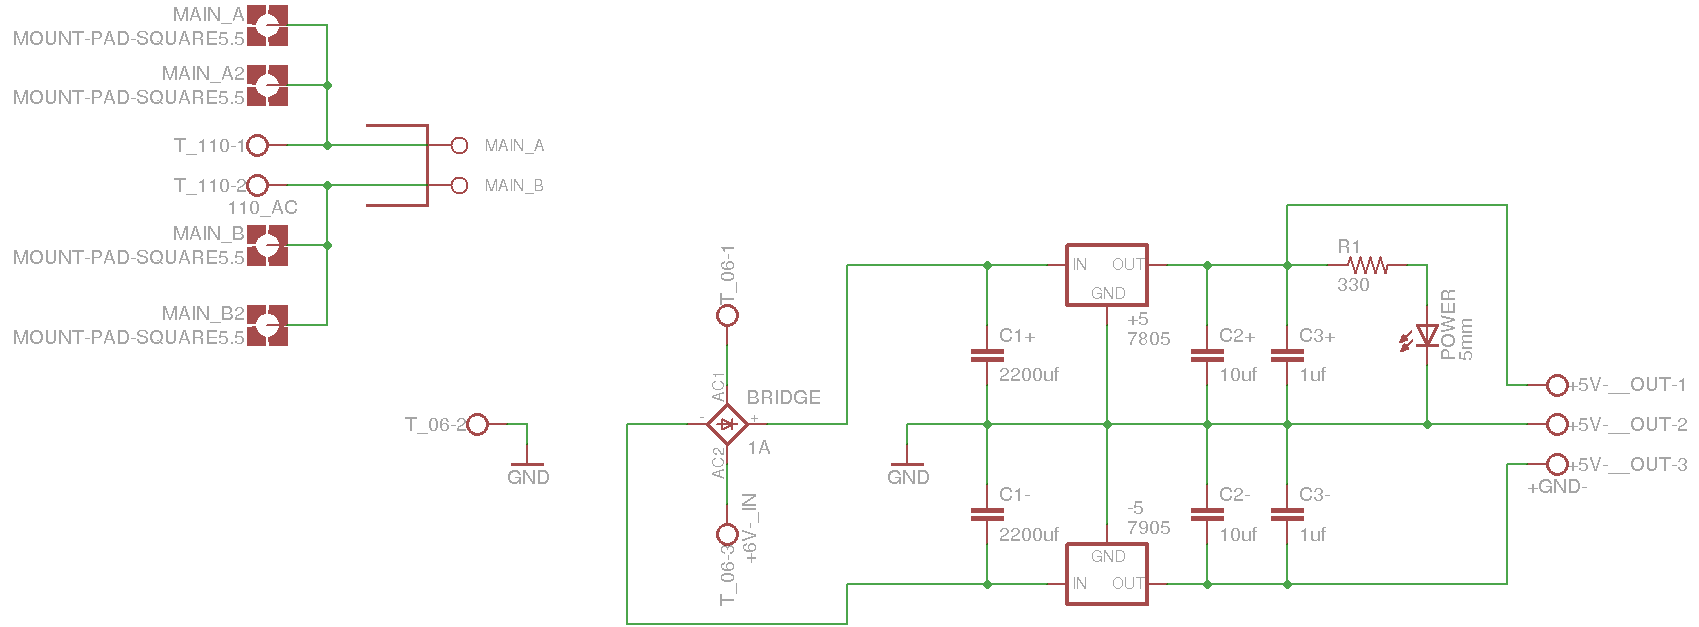 MAIN_A
MOUNT-PAD-SQUARE5.5
MAIN_A2
MOUNT-PAD-SQUARE5.5
T_110-1
MAIN_A
T_110-2
MAIN_B
110_AC
MAIN_B
MOUNT-PAD-SQUARE5.5
MAIN_B2
MOUNT-PAD-SQUARE5.5
T_06-1
AC1
BRIDGE
- +
1A
AC2
+6V-_IN
T_06-3
T_06-2
GND
GND
IN OUT
GND
+5
7805
C1+
2200uf
C2+
10uf
C3+
1uf
R1
330
POWER
5mm
+5V-__OUT-1
+5V-__OUT-2
+5V-__OUT-3
+GND-
C1-
2200uf
-5
7905
GND
IN OUT
C2-
10uf
C3-
1uf